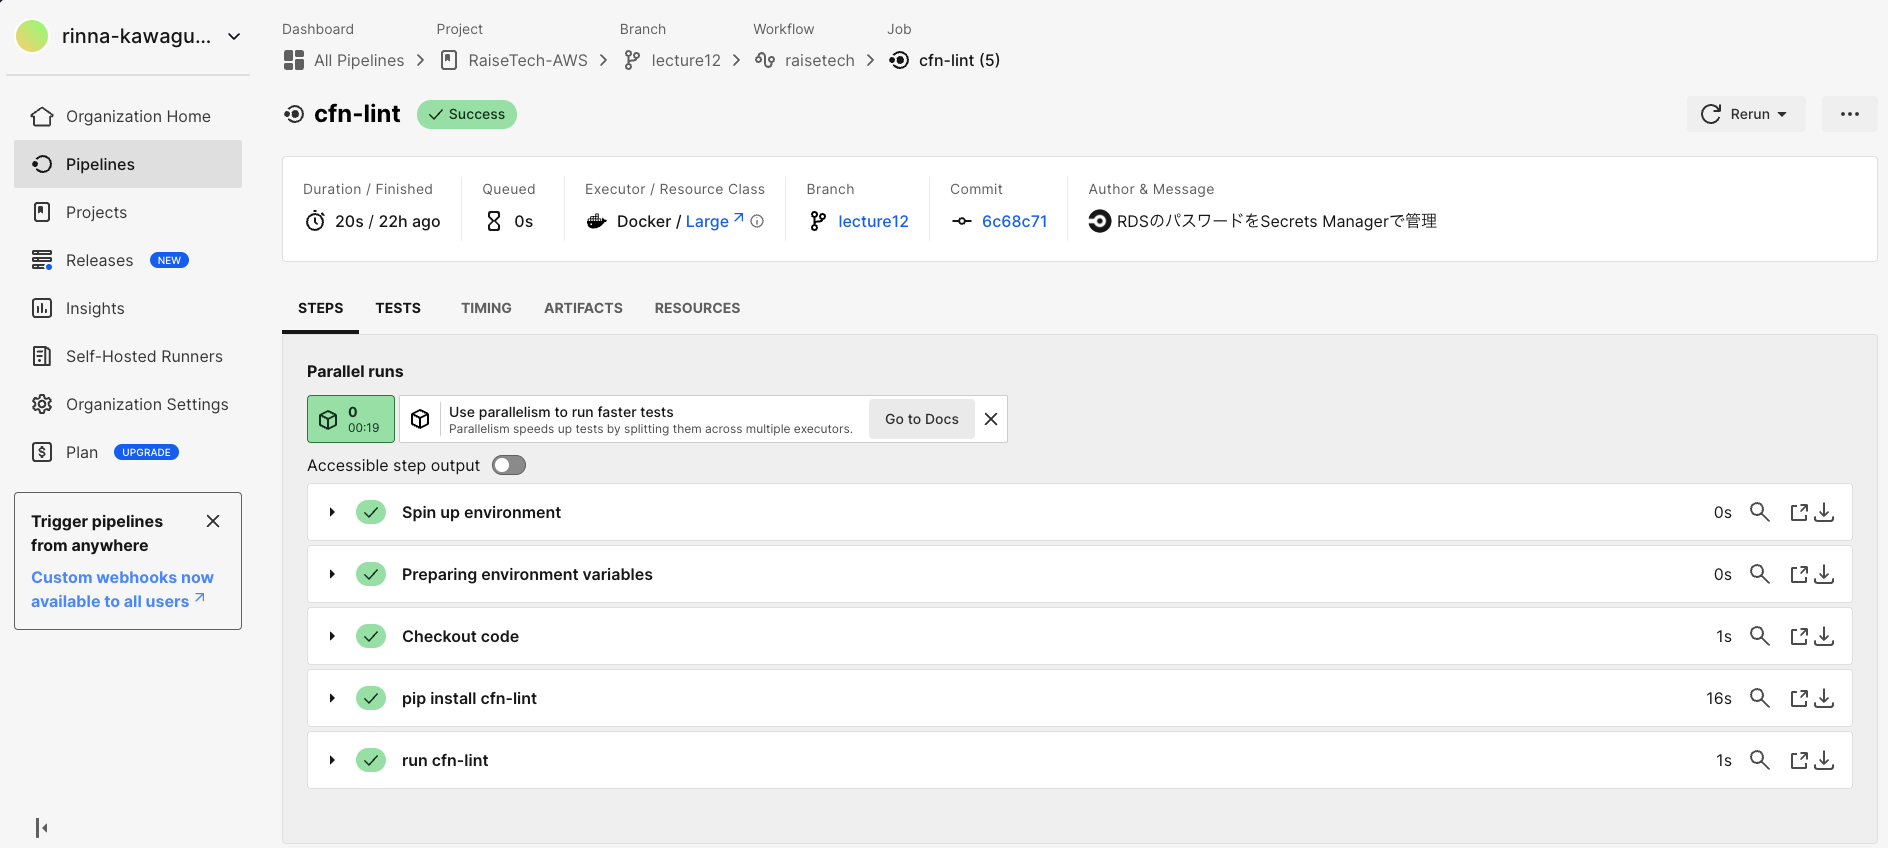 rinna-kawagu...
Organization Home
Pipelines
Projects
Releases NEW
Insights
Self-Hosted Runners
Organization Settings
Plan UPGRADE
Trigger pipelines
from anywhere
Custom webhooks now
available to all users
Dashboard Project Branch Workflow Job
All Pipelines RaiseTech-AWS lecture12 raisetech cfn-lint (5)
cfn-lint Success Rerun
Duration / Finished Queued Executor / Resource Class Branch Commit Author & Message
20s / 22h ago 0s Docker / Large lecture12 6c68c71 RDSのパスワードをSecrets Managerで管理
STEPS TESTS TIMING ARTIFACTS RESOURCES
Parallel runs
0
00:19
Use parallelism to run faster tests
Parallelism speeds up tests by splitting them across multiple executors.
Go to Docs
Accessible step output
Spin up environment 0s
Preparing environment variables 0s
Checkout code 1s
pip install cfn-lint 16s
run cfn-lint 1s